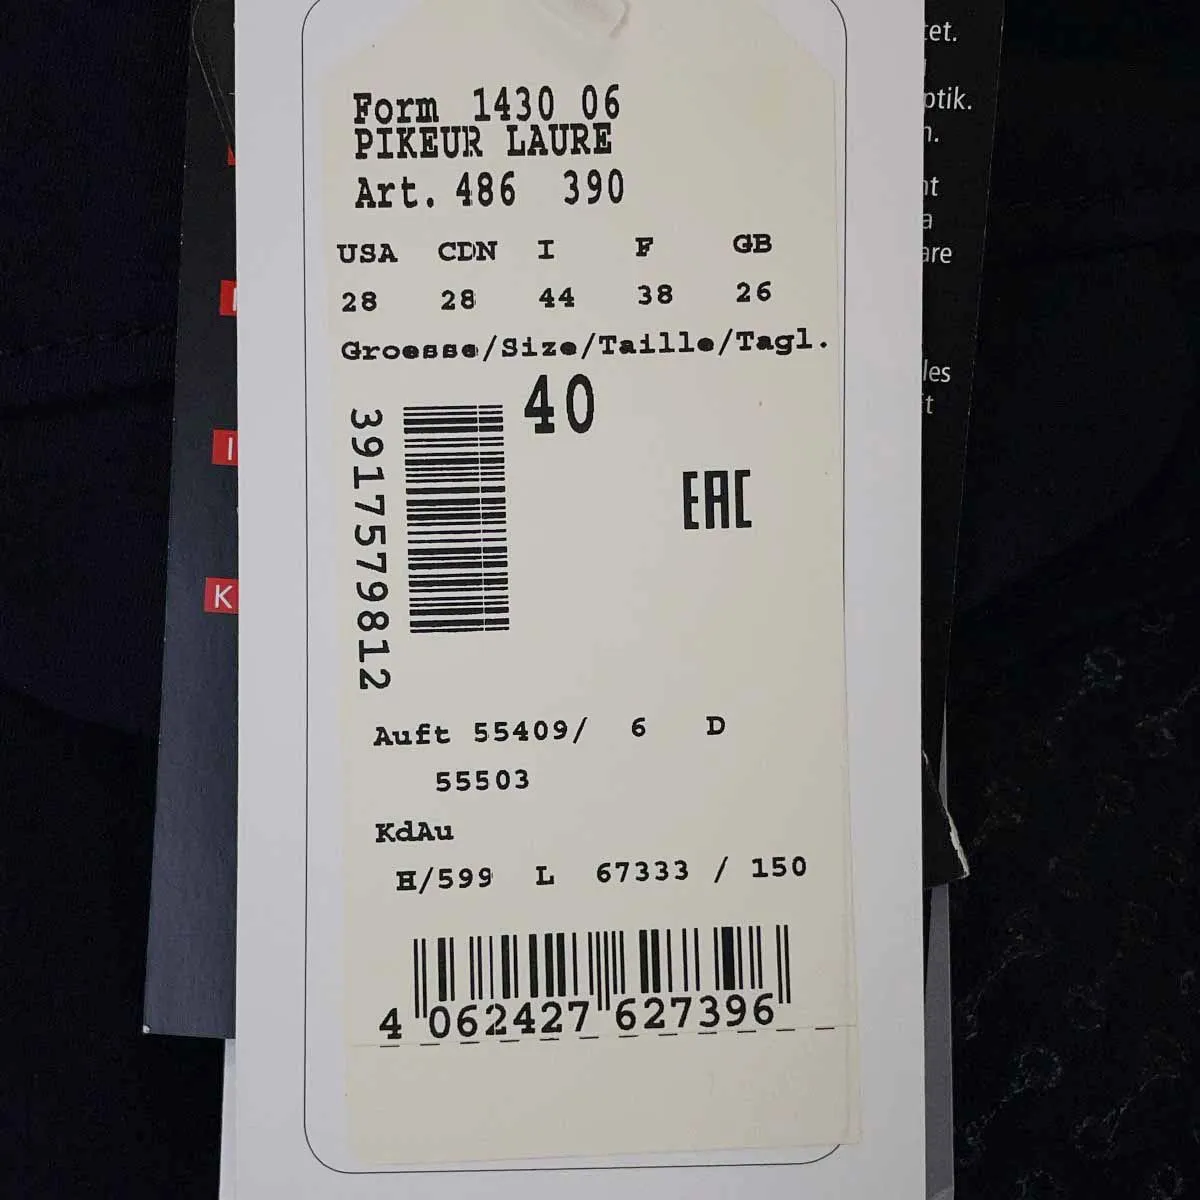 Form 1430 06
PIKEUR LAURE
Art. 486 390
USA CDN I F GB
28 28 44 38 26
Groesse/Size/Taille/Tagl.
40
3917579812
EAC
Auft 55409/ 6 D
55503
KdAu
H/599 L 67333 / 150
4 062427 627396
K
I
tet.
ptik.
n.
nt
a
are
les
t